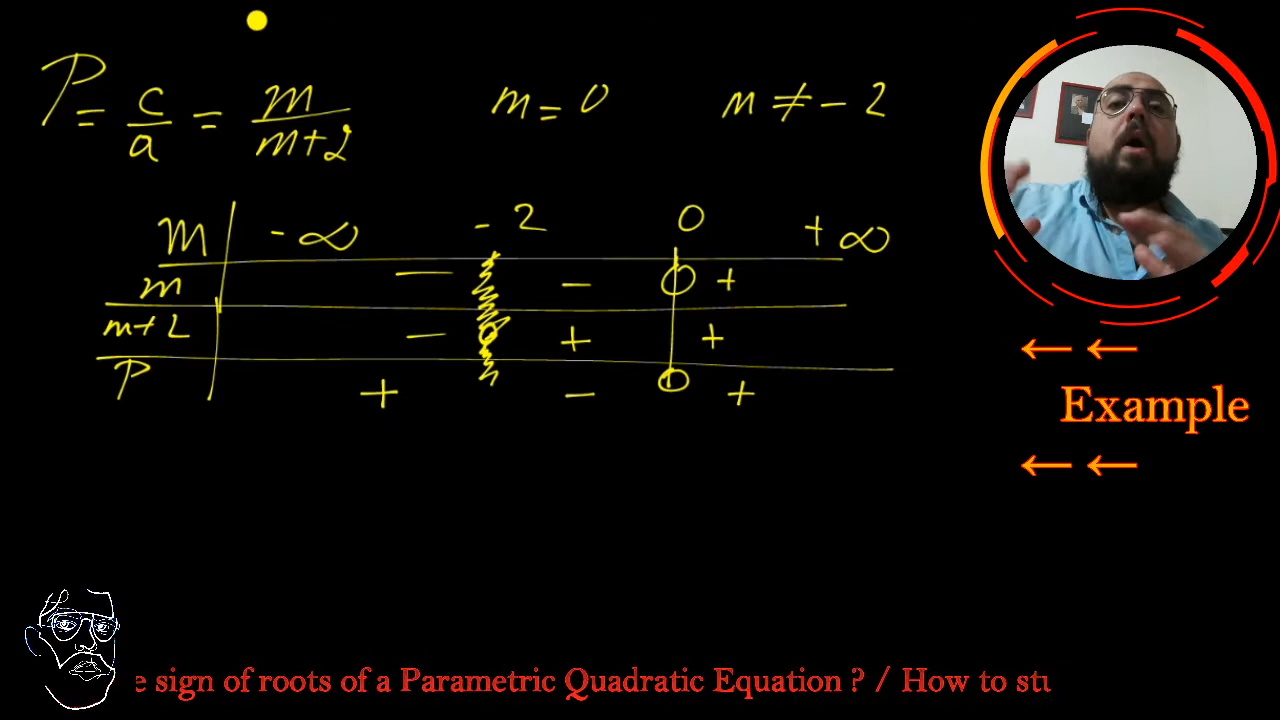 P = c/a = m/m+2 m = 0 m ≠ - 2
m - ∞ - 2 0 + ∞
m — - 0 +
m+2 — 0 + +
P + - 0 +
← ←
Example
← ←
e sign of roots of a Parametric Quadratic Equation ? / How to stu